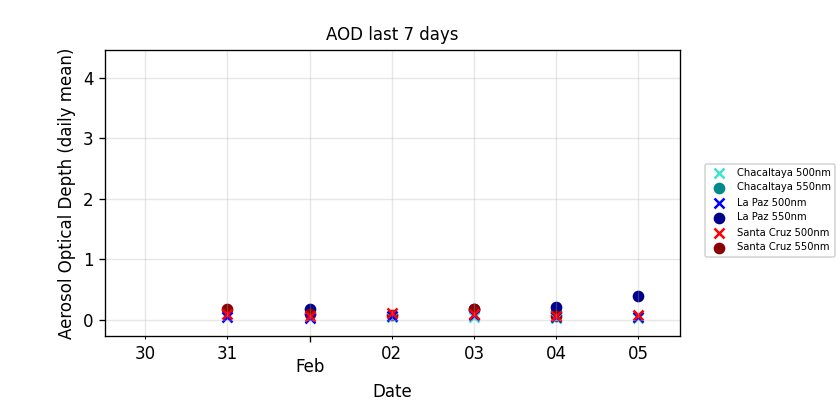 AOD last 7 days
Aerosol Optical Depth (daily mean)
4
3
2
1
0
30 31 Feb 02 03 04 05
Date
Chacaltaya 500nm
Chacaltaya 550nm
La Paz 500nm
La Paz 550nm
Santa Cruz 500nm
Santa Cruz 550nm